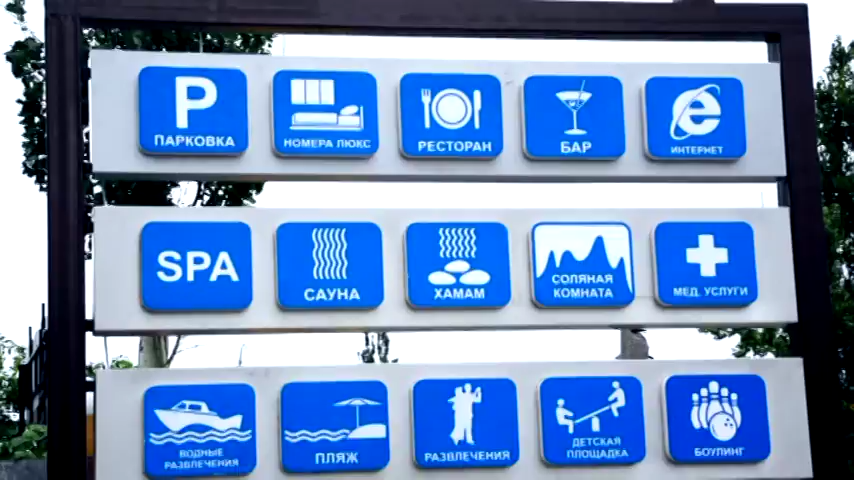 P
ПАРКОВКА
НОМЕРА ЛЮКС
РЕСТОРАН
БАР
e
ИНТЕРНЕТ
SPA
САУНА
ХАМАМ
СОЛЯНАЯ
КОМНАТА
МЕД. УСЛУГИ
ВОДНЫЕ
РАЗВЛЕЧЕНИЯ
ПЛЯЖ
РАЗВЛЕЧЕНИЯ
ДЕТСКАЯ
ПЛОЩАДКА
БОУЛИНГ